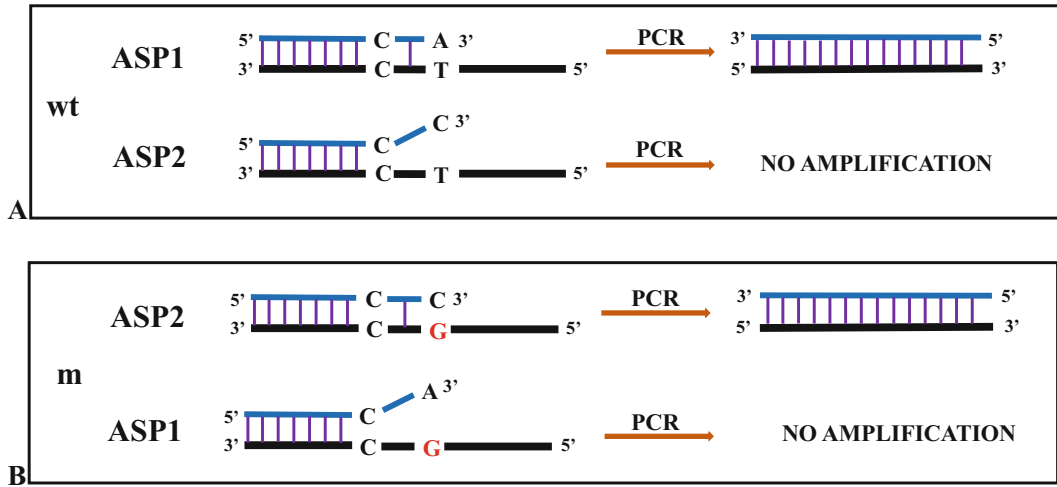 5’ C A 3’ PCR 3’ 5’
ASP1
3’ C T 5’ 5’ 3’
wt
C 3’
5’ C PCR
ASP2 NO AMPLIFICATION
3’ C T 5’
A
5’ C C 3’ PCR 3’ 5’
ASP2
3’ C G 5’ 5’ 3’
m
A 3’
5’ C PCR
ASP1 NO AMPLIFICATION
3’ C G 5’
B